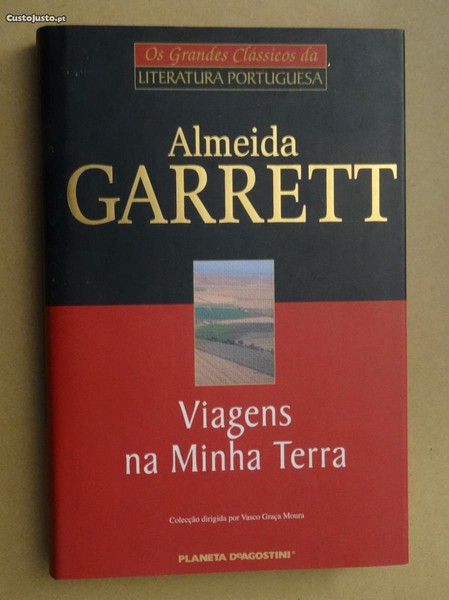 CustoJusto.pt
Os Grandes Clássicos da
LITERATURA PORTUGUESA
Almeida
GARRETT
Viagens
na Minha Terra
Colecção dirigida por Vasco Graça Moura
PLANETA DEAGOSTINI®